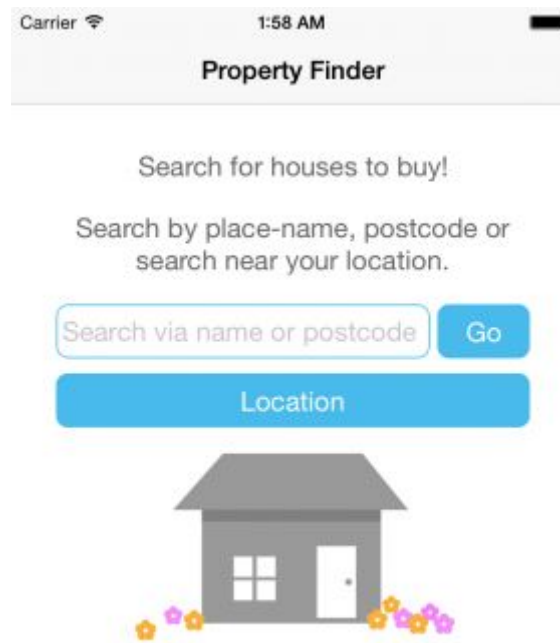 Carrier 1:58 AM
Property Finder
Search for houses to buy!
Search by place-name, postcode or
search near your location.
Search via name or postcode Go
Location